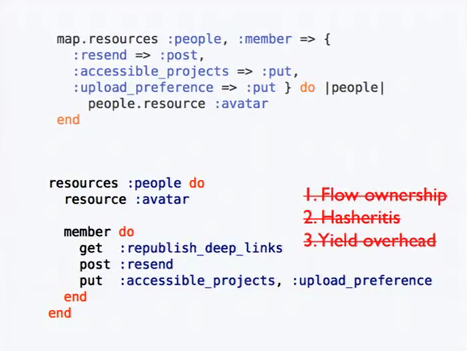 map.resources :people, :member => {
:resend => :post,
:accessible_projects => :put,
:upload_preference => :put } do |people|
people.resource :avatar
end
resources :people do
resource :avatar
member do
get :republish_deep_links
post :resend
put :accessible_projects, :upload_preference
end
end
1. Flow ownership
2. Hasheritis
3. Yield overhead